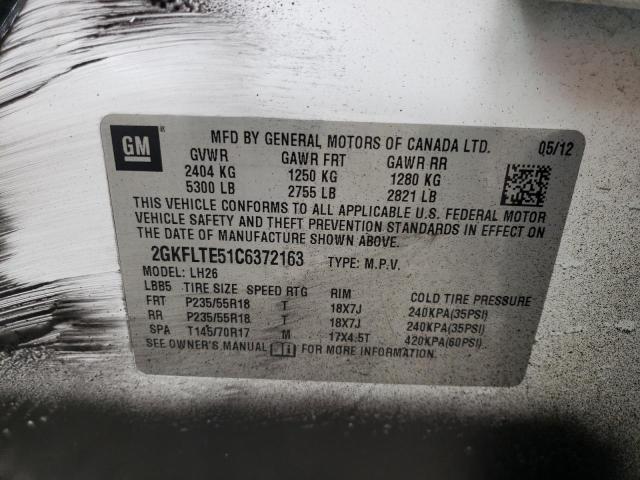 GM
MFD BY GENERAL MOTORS OF CANADA LTD. 05/12
GVWR GAWR FRT GAWR RR
2404 KG 1250 KG 1280 KG
5300 LB 2755 LB 2821 LB
THIS VEHICLE CONFORMS TO ALL APPLICABLE U.S. FEDERAL MOTOR
VEHICLE SAFETY AND THEFT PREVENTION STANDARDS IN EFFECT ON THE
DATE OF MANUFACTURE SHOWN ABOVE.
2GKFLTE51C6372163 TYPE: M.P.V.
MODEL: LH26
LBB5 TIRE SIZE SPEED RTG RIM COLD TIRE PRESSURE
FRT P235/55R18 T 18X7J 240KPA(35PSI)
RR P235/55R18 T 18X7J 240KPA(35PSI)
SPA T145/70R17 M 17X4.5T 420KPA(60PSI)
SEE OWNER'S MANUAL FOR MORE INFORMATION